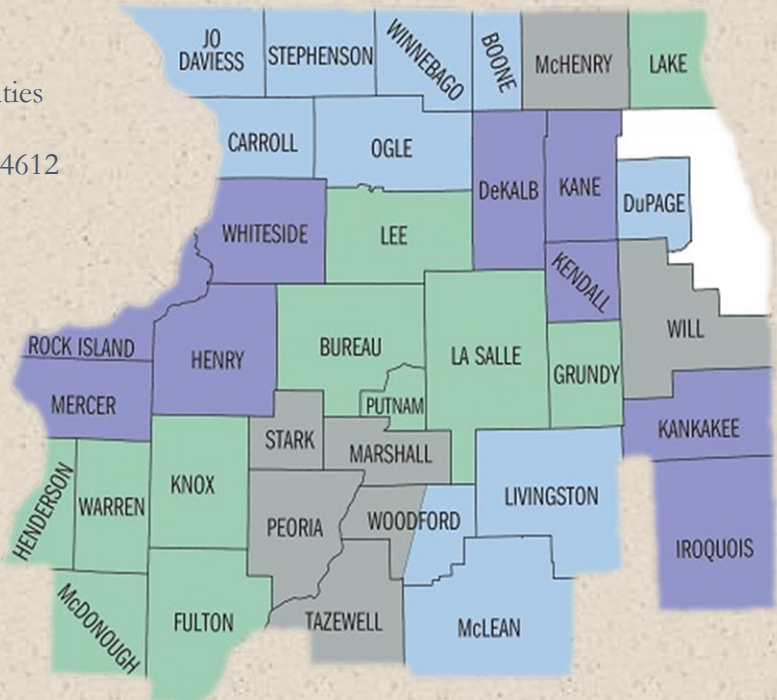 JO
DAVIESS
STEPHENSON
WINNEBAGO
BOONE
McHENRY
LAKE
ties
4612
CARROLL
OGLE
DeKALB
KANE
DuPAGE
WHITESIDE
LEE
KENDALL
ROCK ISLAND
HENRY
BUREAU
LA SALLE
WILL
GRUNDY
MERCER
PUTNAM
STARK
MARSHALL
KANKAKEE
HENDERSON
WARREN
KNOX
PEORIA
WOODFORD
LIVINGSTON
IROQUOIS
McDONOUGH
FULTON
TAZEWELL
McLEAN